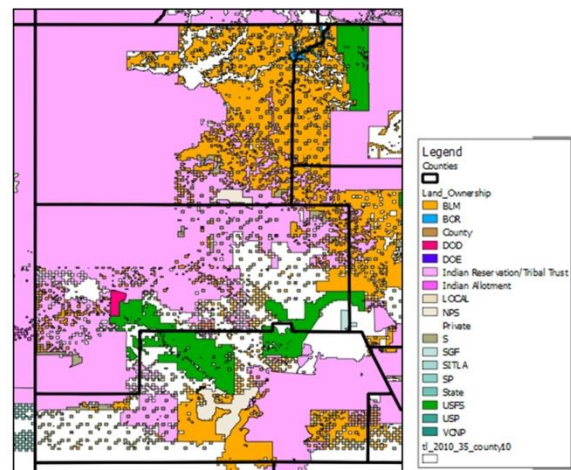 Legend
Counties
Land_Ownership
BLM
BOR
County
DOD
DOE
Indian Reservation/Tribal Trust
Indian Allotment
LOCAL
NPS
Private
S
SGF
SITLA
SP
State
USFS
USP
VCNP
tl_2010_35_county10